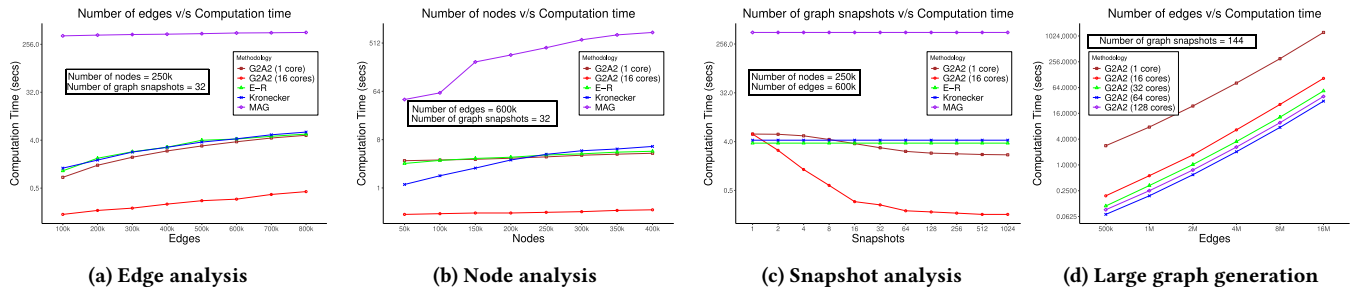 Number of edges v/s Computation time
Computation Time (secs)
256.0
32.0
4.0
0.5
Number of nodes = 250k
Number of graph snapshots = 32
Methodology
G2A2 (1 core)
G2A2 (16 cores)
E−R
Kronecker
MAG
100k 200k 300k 400k 500k 600k 700k 800k
Edges
(a) Edge analysis
Number of nodes v/s Computation time
Computation Time (secs)
512
64
8
1
Methodology
G2A2 (1 core)
G2A2 (16 cores)
E−R
Kronecker
MAG
Number of edges = 600k
Number of graph snapshots = 32
50k 100k 150k 200k 250k 300k 350k 400k
Nodes
(b) Node analysis
Number of graph snapshots v/s Computation time
Computation Time (secs)
256.0
32.0
4.0
0.5
Number of nodes = 250k
Number of edges = 600k
Methodology
G2A2 (1 core)
G2A2 (16 cores)
E−R
Kronecker
MAG
1 2 4 8 16 32 64 128 256 512 1024
Snapshots
(c) Snapshot analysis
Number of edges v/s Computation time
Computation Time (secs)
1024.0000
256.0000
64.0000
16.0000
4.0000
1.0000
0.2500
0.0625
Number of graph snapshots = 144
Methodology
G2A2 (1 core)
G2A2 (16 cores)
G2A2 (32 cores)
G2A2 (64 cores)
G2A2 (128 cores)
500k 1M 2M 4M 8M 16M
Edges
(d) Large graph generation